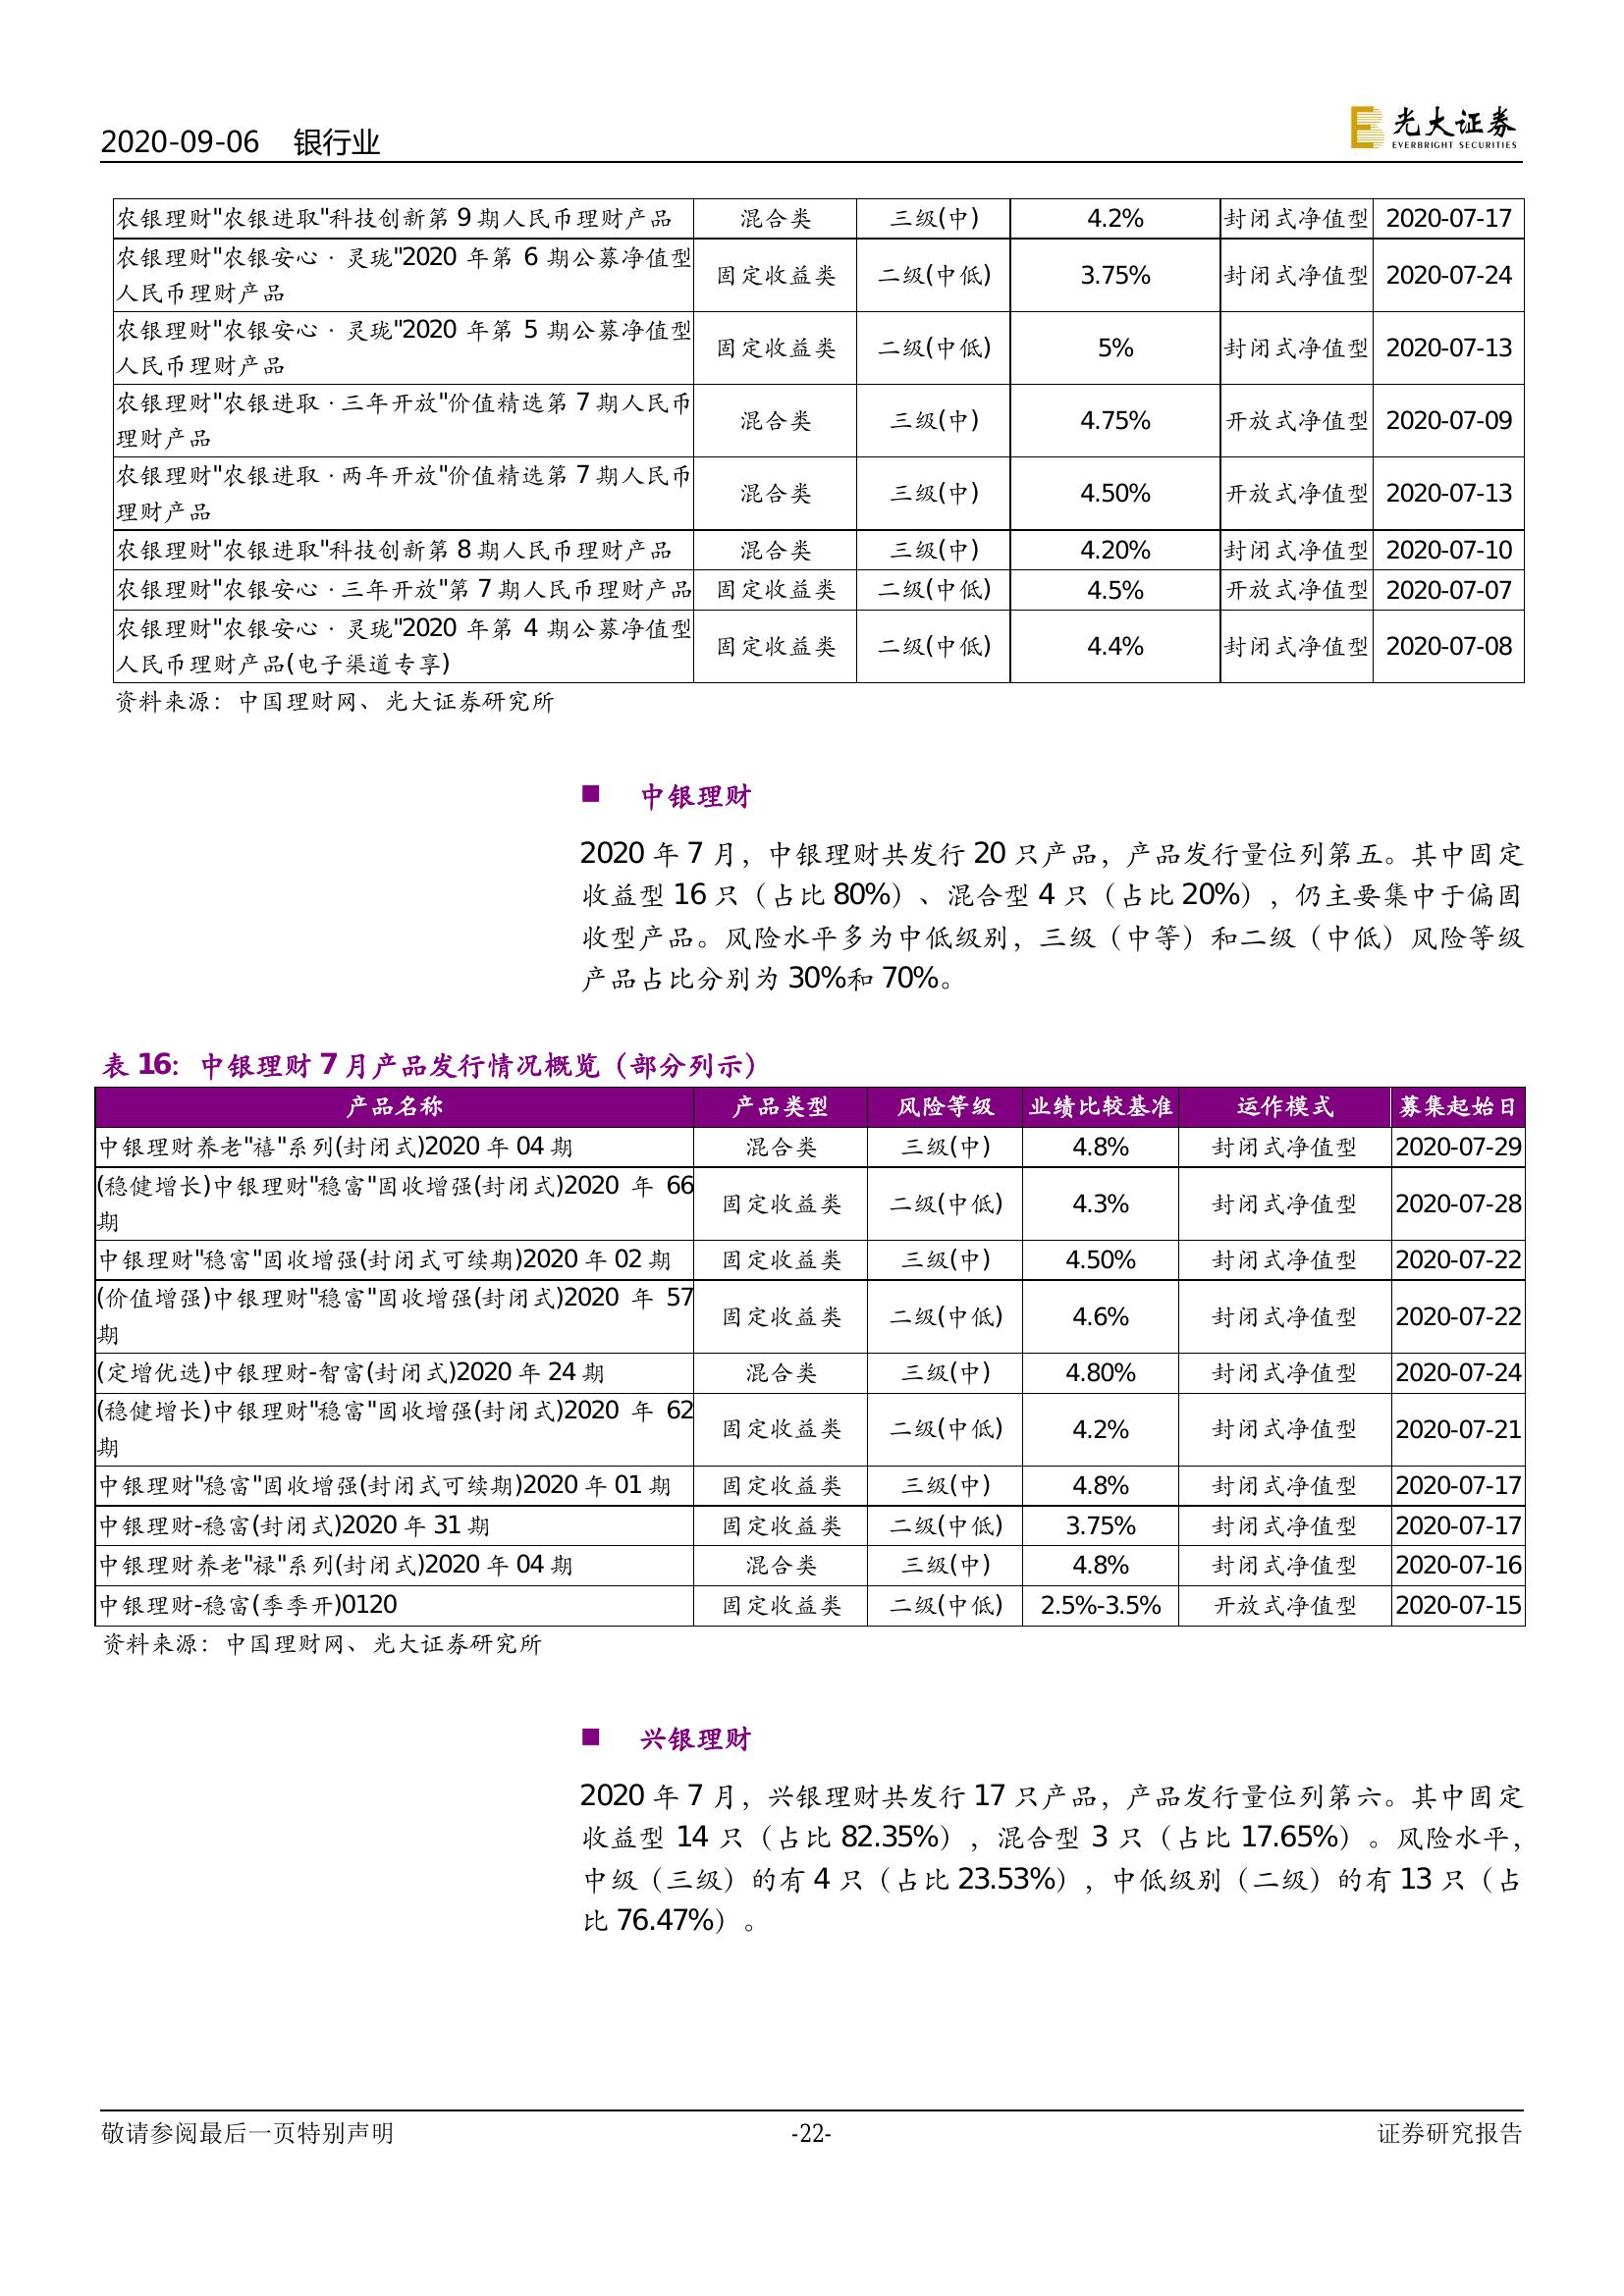 2020-09-06 银行业
光大证券
EVERBRIGHT SECURITIES
农银理财"农银进取"科技创新第 9 期人民币理财产品 混合类 三级(中) 4.2% 封闭式净值型 2020-07-17
农银理财"农银安心·灵珑"2020 年第 6 期公募净值型
人民币理财产品 固定收益类 二级(中低) 3.75% 封闭式净值型 2020-07-24
农银理财"农银安心·灵珑"2020 年第 5 期公募净值型
人民币理财产品 固定收益类 二级(中低) 5% 封闭式净值型 2020-07-13
农银理财"农银进取·三年开放"价值精选第 7 期人民币
理财产品 混合类 三级(中) 4.75% 开放式净值型 2020-07-09
农银理财"农银进取·两年开放"价值精选第 7 期人民币
理财产品 混合类 三级(中) 4.50% 开放式净值型 2020-07-13
农银理财"农银进取"科技创新第 8 期人民币理财产品 混合类 三级(中) 4.20% 封闭式净值型 2020-07-10
农银理财"农银安心·三年开放"第 7 期人民币理财产品 固定收益类 二级(中低) 4.5% 开放式净值型 2020-07-07
农银理财"农银安心·灵珑"2020 年第 4 期公募净值型
人民币理财产品(电子渠道专享) 固定收益类 二级(中低) 4.4% 封闭式净值型 2020-07-08
资料来源：中国理财网、光大证券研究所
■ 中银理财
2020 年 7 月，中银理财共发行 20 只产品，产品发行量位列第五。其中固定
收益型 16 只（占比 80%）、混合型 4 只（占比 20%），仍主要集中于偏固
收型产品。风险水平多为中低级别，三级（中等）和二级（中低）风险等级
产品占比分别为 30%和 70%。
表 16：中银理财 7 月产品发行情况概览（部分列示）
产品名称 产品类型 风险等级 业绩比较基准 运作模式 募集起始日
中银理财养老"禧"系列(封闭式)2020 年 04 期 混合类 三级(中) 4.8% 封闭式净值型 2020-07-29
(稳健增长)中银理财"稳富"固收增强(封闭式)2020 年 66
期 固定收益类 二级(中低) 4.3% 封闭式净值型 2020-07-28
中银理财"稳富"固收增强(封闭式可续期)2020 年 02 期 固定收益类 三级(中) 4.50% 封闭式净值型 2020-07-22
(价值增强)中银理财"稳富"固收增强(封闭式)2020 年 57
期 固定收益类 二级(中低) 4.6% 封闭式净值型 2020-07-22
(定增优选)中银理财-智富(封闭式)2020 年 24 期 混合类 三级(中) 4.80% 封闭式净值型 2020-07-24
(稳健增长)中银理财"稳富"固收增强(封闭式)2020 年 62
期 固定收益类 二级(中低) 4.2% 封闭式净值型 2020-07-21
中银理财"稳富"固收增强(封闭式可续期)2020 年 01 期 固定收益类 三级(中) 4.8% 封闭式净值型 2020-07-17
中银理财-稳富(封闭式)2020 年 31 期 固定收益类 二级(中低) 3.75% 封闭式净值型 2020-07-17
中银理财养老"禄"系列(封闭式)2020 年 04 期 混合类 三级(中) 4.8% 封闭式净值型 2020-07-16
中银理财-稳富(季季开)0120 固定收益类 二级(中低) 2.5%-3.5% 开放式净值型 2020-07-15
资料来源：中国理财网、光大证券研究所
■ 兴银理财
2020 年 7 月，兴银理财共发行 17 只产品，产品发行量位列第六。其中固定
收益型 14 只（占比 82.35%），混合型 3 只（占比 17.65%）。风险水平，
中级（三级）的有 4 只（占比 23.53%），中低级别（二级）的有 13 只（占
比 76.47%）。
敬请参阅最后一页特别声明 -22- 证券研究报告